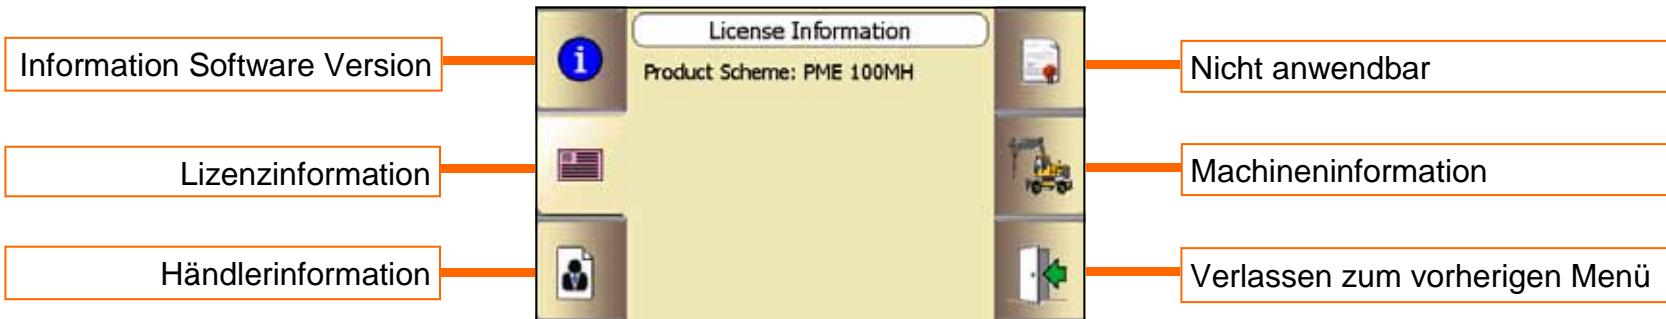 Information Software Version
Lizenzinformation
Händlerinformation
License Information
Product Scheme: PME 100MH
Nicht anwendbar
Machineninformation
Verlassen zum vorherigen Menü